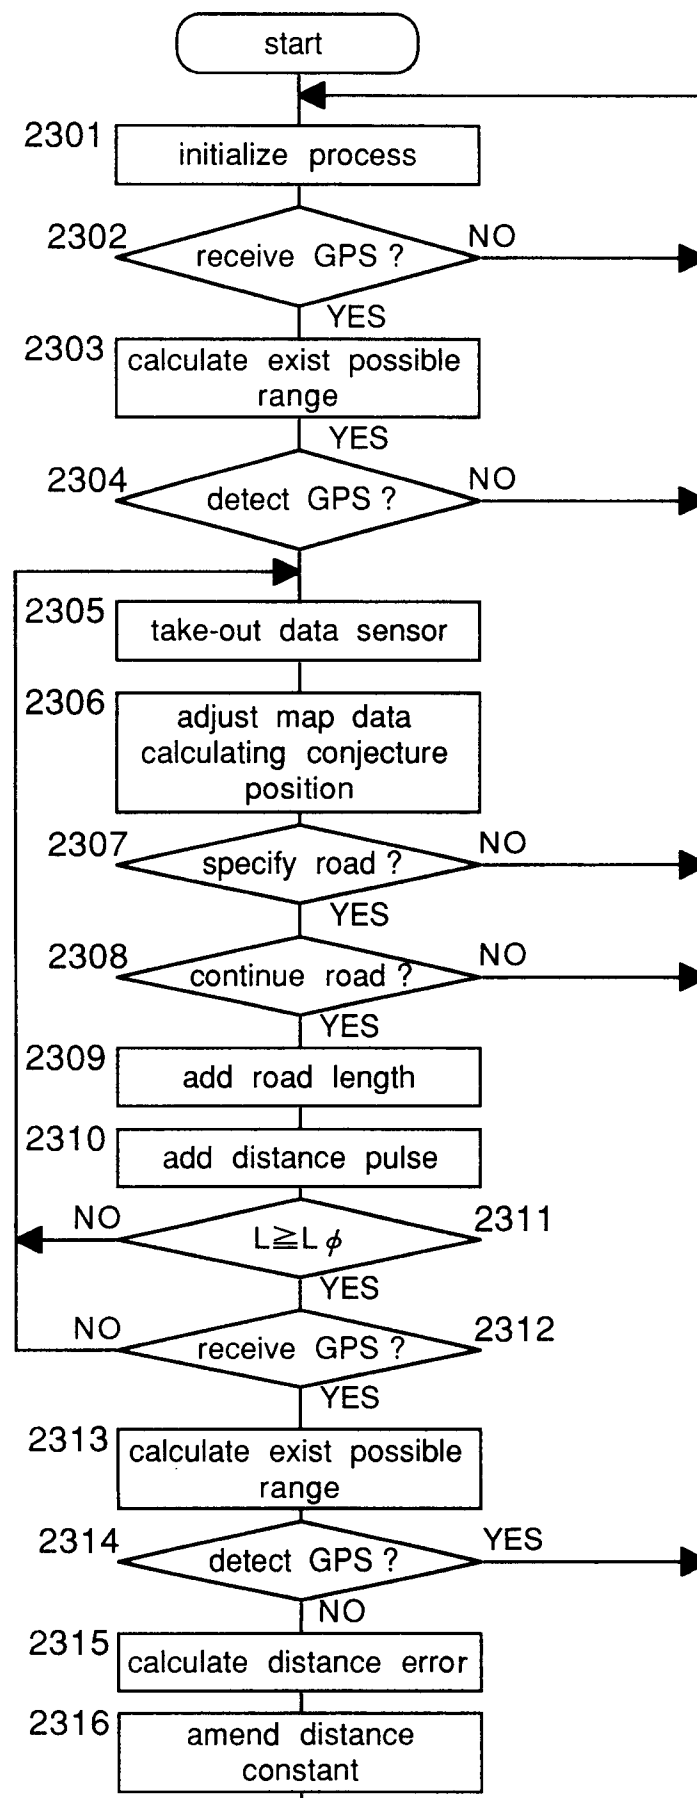 start
2301
initialize process
2302
receive GPS ?
NO
YES
2303
calculate exist possible
range
YES
2304
detect GPS ?
NO
2305
take-out data sensor
2306
adjust map data
calculating conjecture
position
2307
specify road ?
NO
YES
2308
continue road ?
NO
YES
2309
add road length
2310
add distance pulse
NO
L≧L ϕ
2311
YES
NO
receive GPS ?
2312
YES
2313
calculate exist possible
range
2314
detect GPS ?
YES
NO
2315
calculate distance error
2316
amend distance
constant